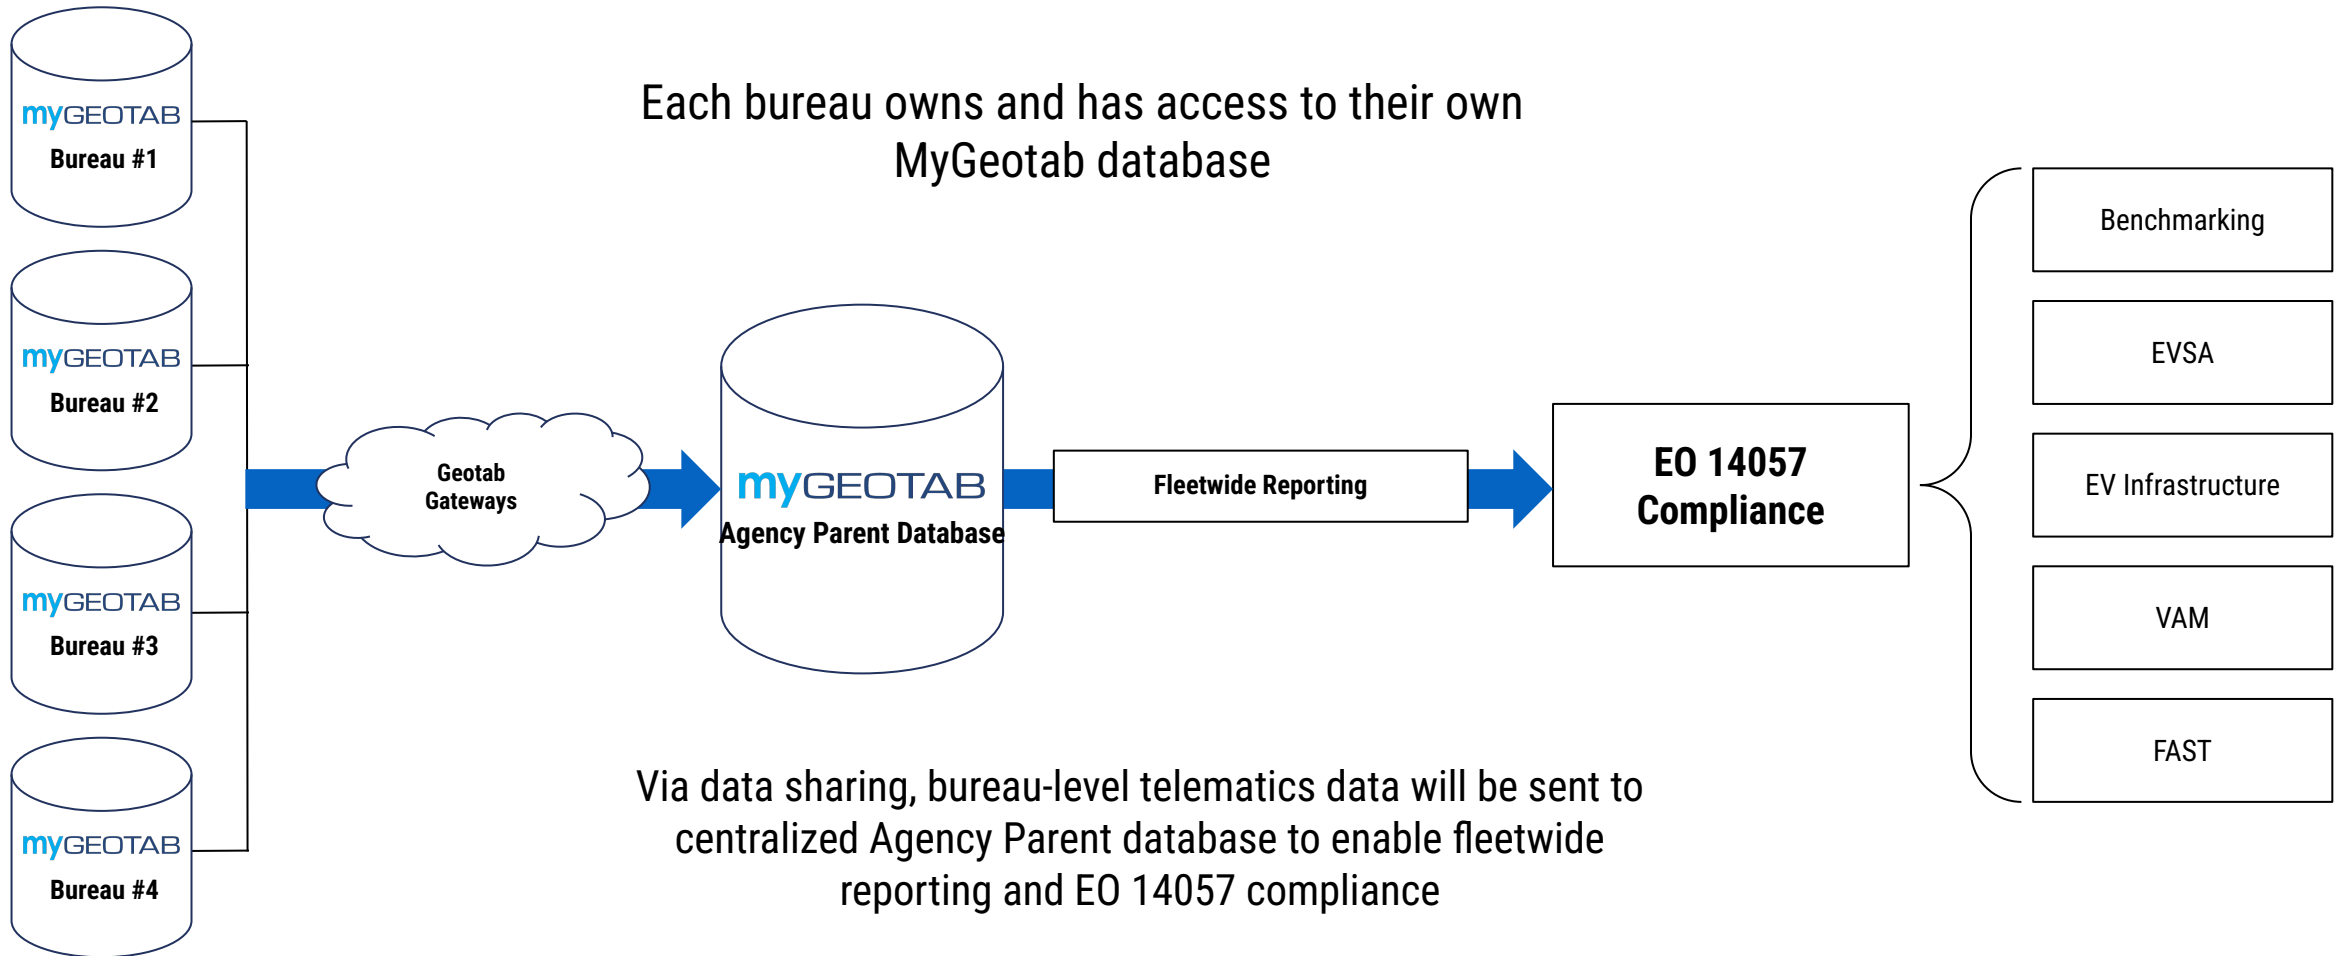 myGEOTAB
Bureau #1
myGEOTAB
Bureau #2
myGEOTAB
Bureau #3
myGEOTAB
Bureau #4
Each bureau owns and has access to their own
MyGeotab database
Geotab
Gateways
myGEOTAB
Agency Parent Database
Fleetwide Reporting
EO 14057
Compliance
Benchmarking
EVSA
EV Infrastructure
VAM
FAST
Via data sharing, bureau-level telematics data will be sent to
centralized Agency Parent database to enable fleetwide
reporting and EO 14057 compliance